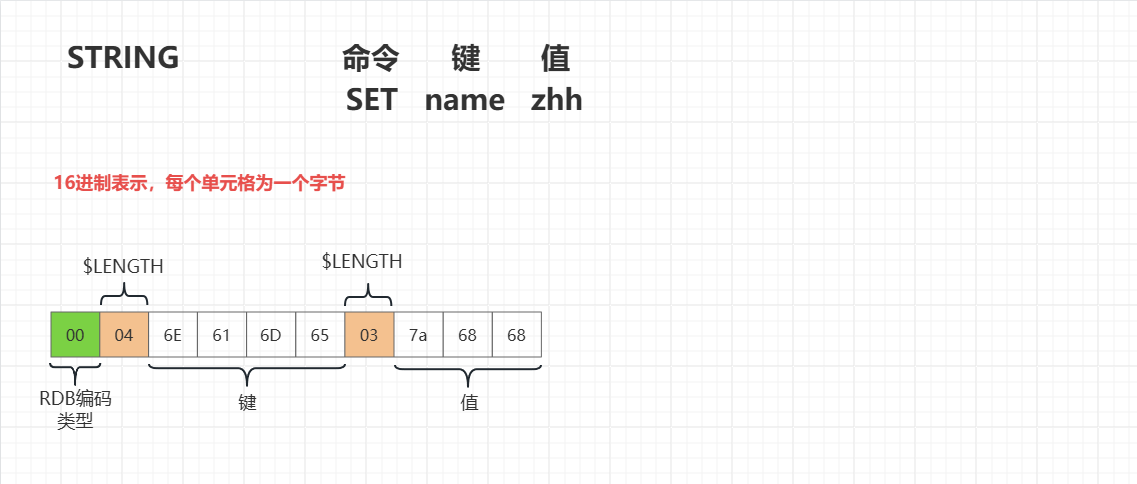 STRING 命令 键 值
SET name zhh
16进制表示，每个单元格为一个字节
$LENGTH $LENGTH
00 04 6E 61 6D 65 03 7a 68 68
RDB编码
类型
键 值